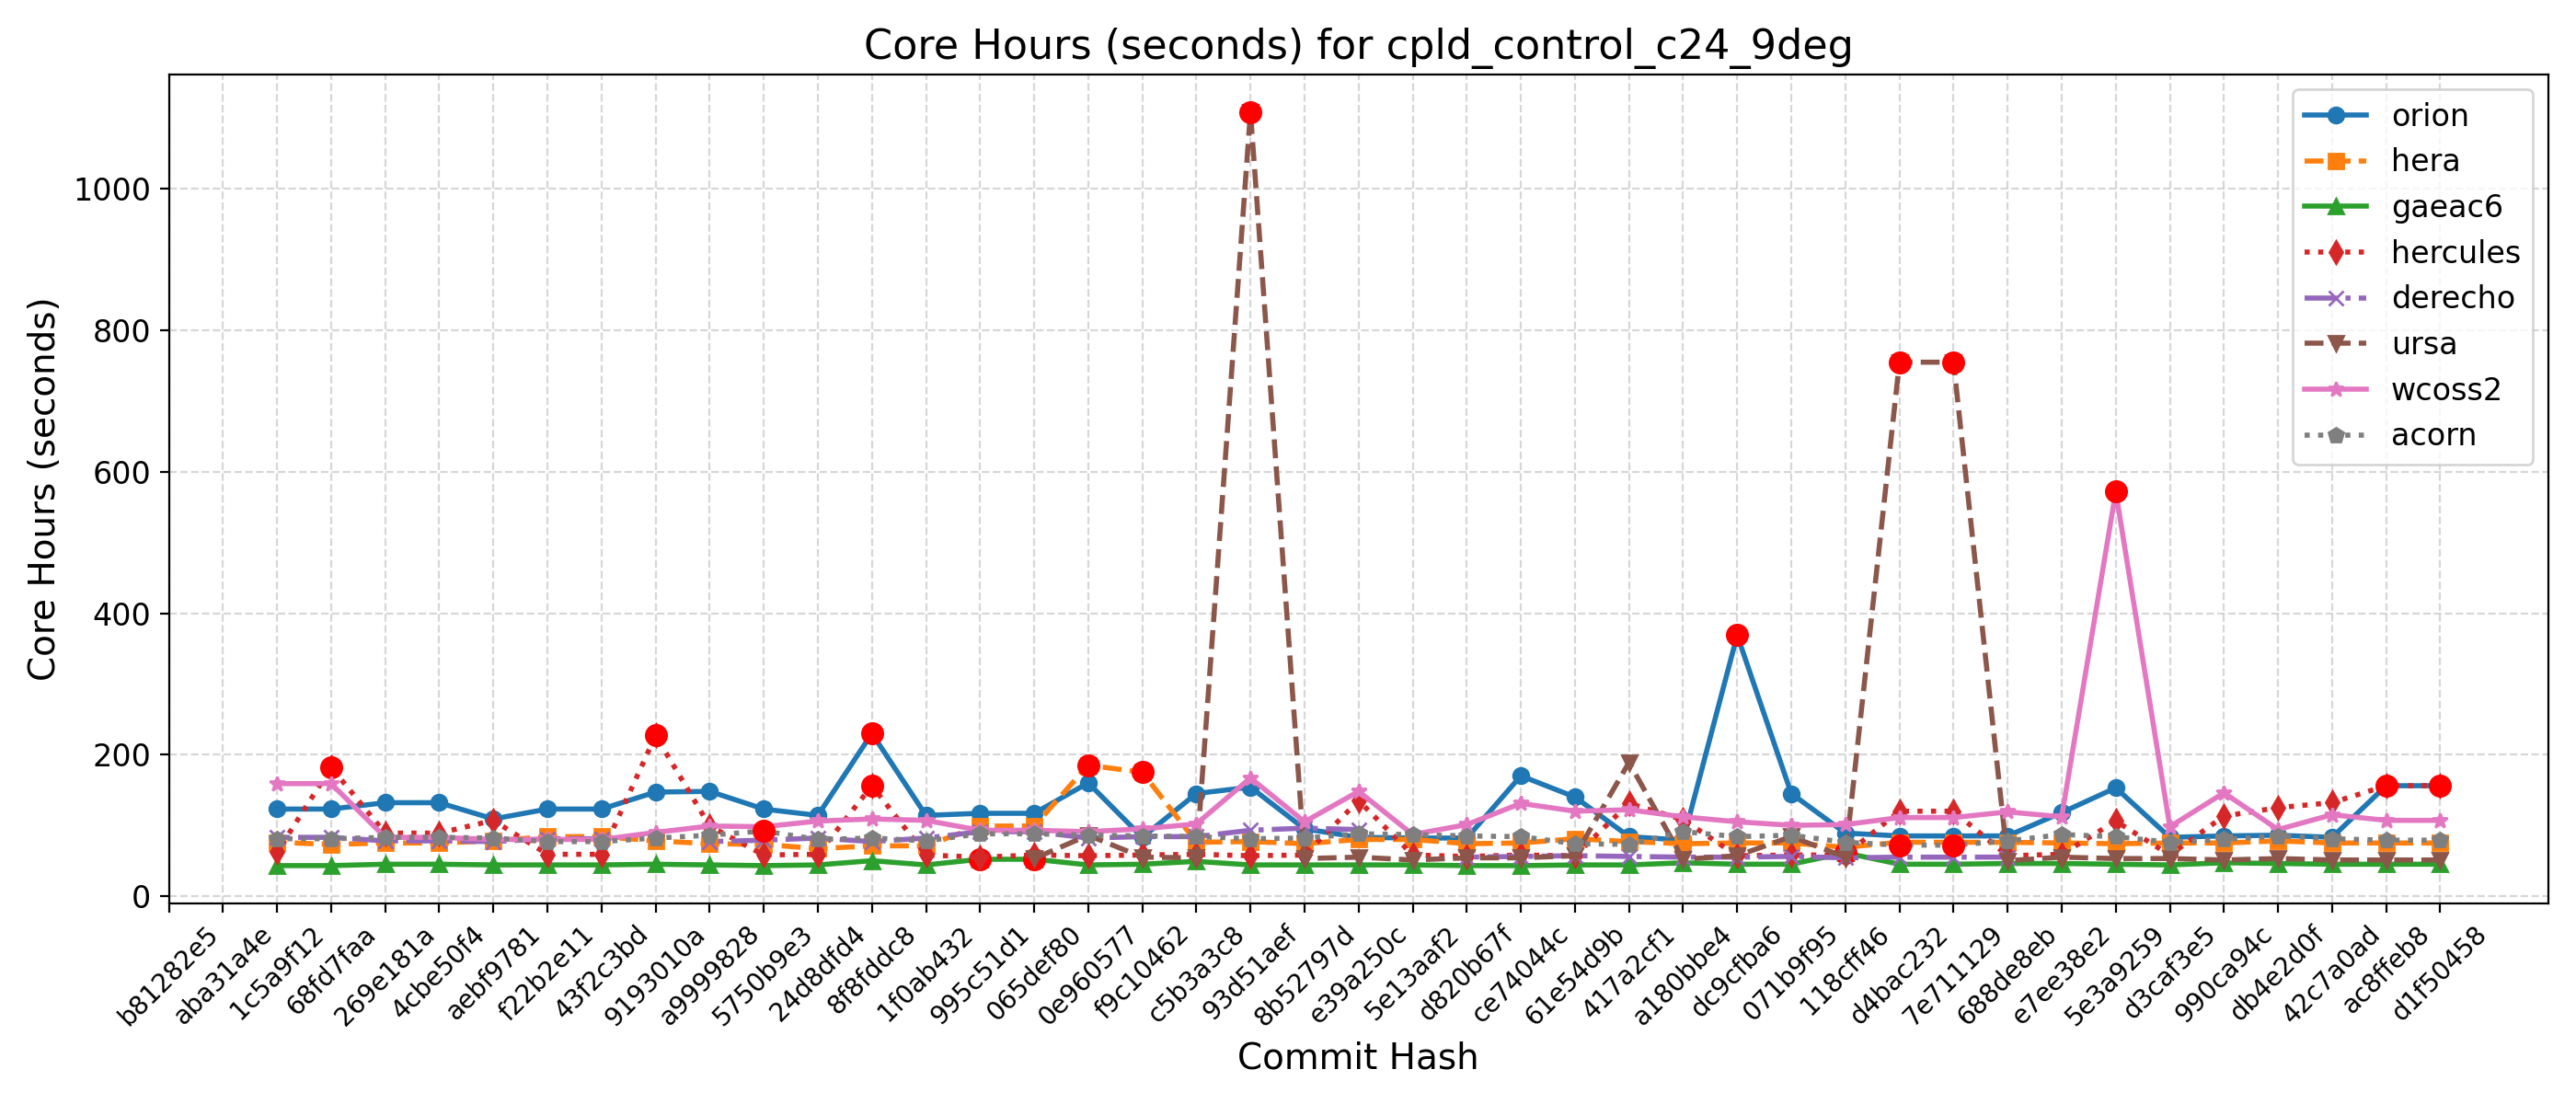 Core Hours (seconds) for cpld_control_c24_9deg
Core Hours (seconds)
1000
800
600
400
200
0
orion
hera
gaeac6
hercules
derecho
ursa
wcoss2
acorn
b81282e5
aba31a4e
1c5a9f12
68fd7faa
269e181a
4cbe50f4
aebf9781
f22b2e11
43f2c3bd
9193010a
a9999828
5750b9e3
24d8dfd4
8f8fddc8
1f0ab432
995c51d1
065def80
0e960577
f9c10462
c5b3a3c8
93d51aef
8b52797d
e39a250c
5e13aaf2
d820b67f
ce74044c
61e54d9b
417a2cf1
a180bbe4
dc9cfba6
071b9f95
118cff46
d4bac232
7e711129
688de8eb
e7ee38e2
5e3a9259
d3caf3e5
990ca94c
db4e2d0f
42c7a0ad
ac8ffeb8
d1f50458
Commit Hash